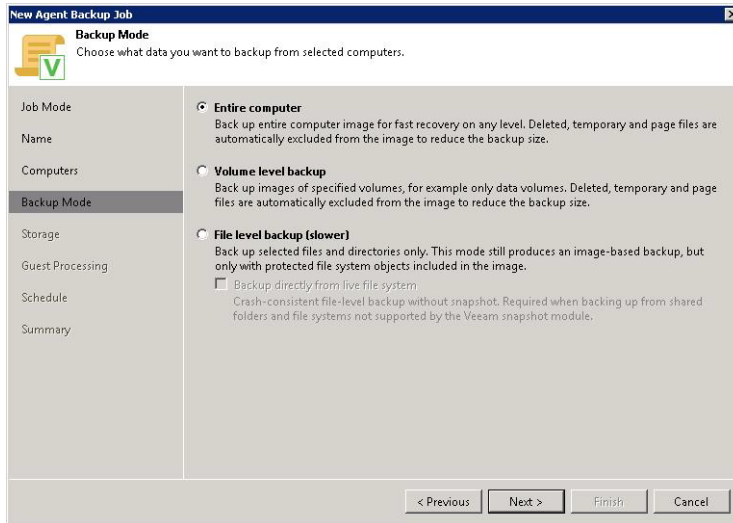 New Agent Backup Job
Backup Mode
Choose what data you want to backup from selected computers.
V
Job Mode
Name
Computers
Backup Mode
Storage
Guest Processing
Schedule
Summary
Entire computer
Back up entire computer image for fast recovery on any level. Deleted, temporary and page files are
automatically excluded from the image to reduce the backup size.
Volume level backup
Back up images of specified volumes, for example only data volumes. Deleted, temporary and page
files are automatically excluded from the image to reduce the backup size.
File level backup (slower)
Back up selected files and directories only. This mode still produces an image-based backup, but
only with protected file system objects included in the image.
Backup directly from live file system
Crash-consistent file-level backup without snapshot. Required when backing up from shared
folders and file systems not supported by the Veeam snapshot module.
< Previous
Next >
Finish
Cancel